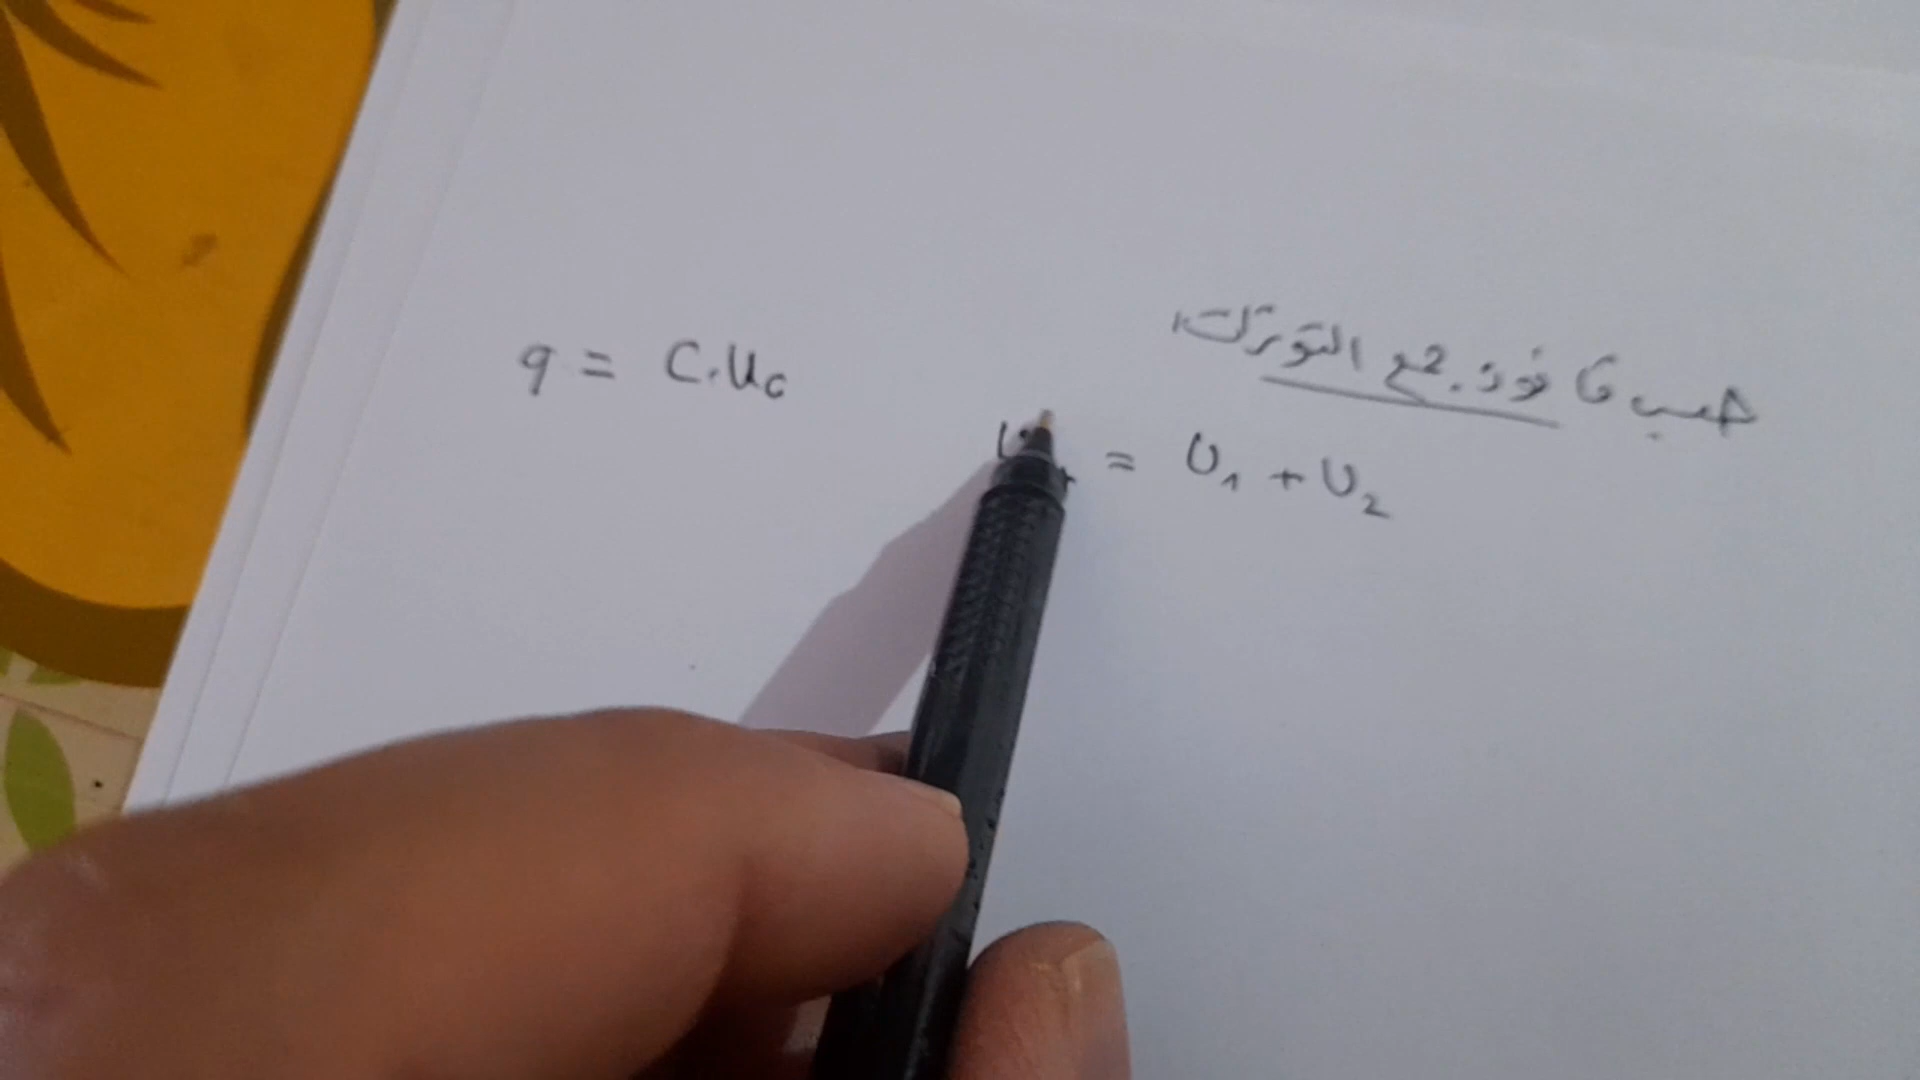 حسب قانون جمع التوترات
q = C.Uc
= U1 + U2